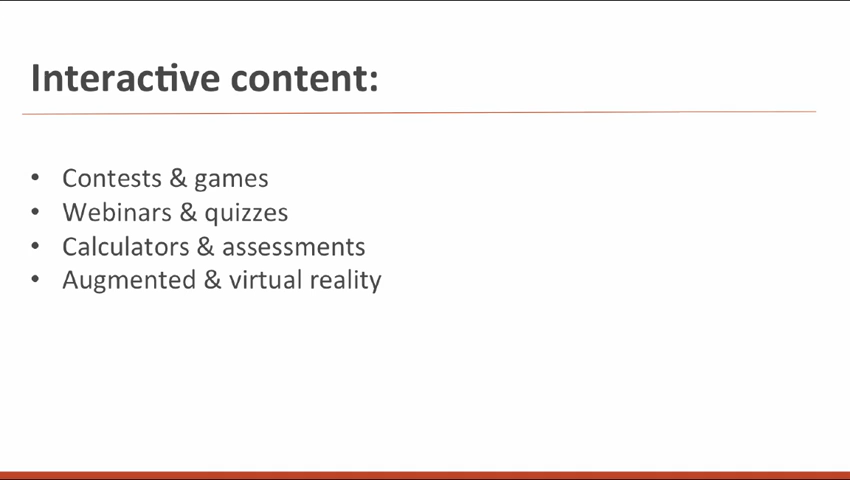 Interactive content:
• Contests & games
• Webinars & quizzes
• Calculators & assessments
• Augmented & virtual reality